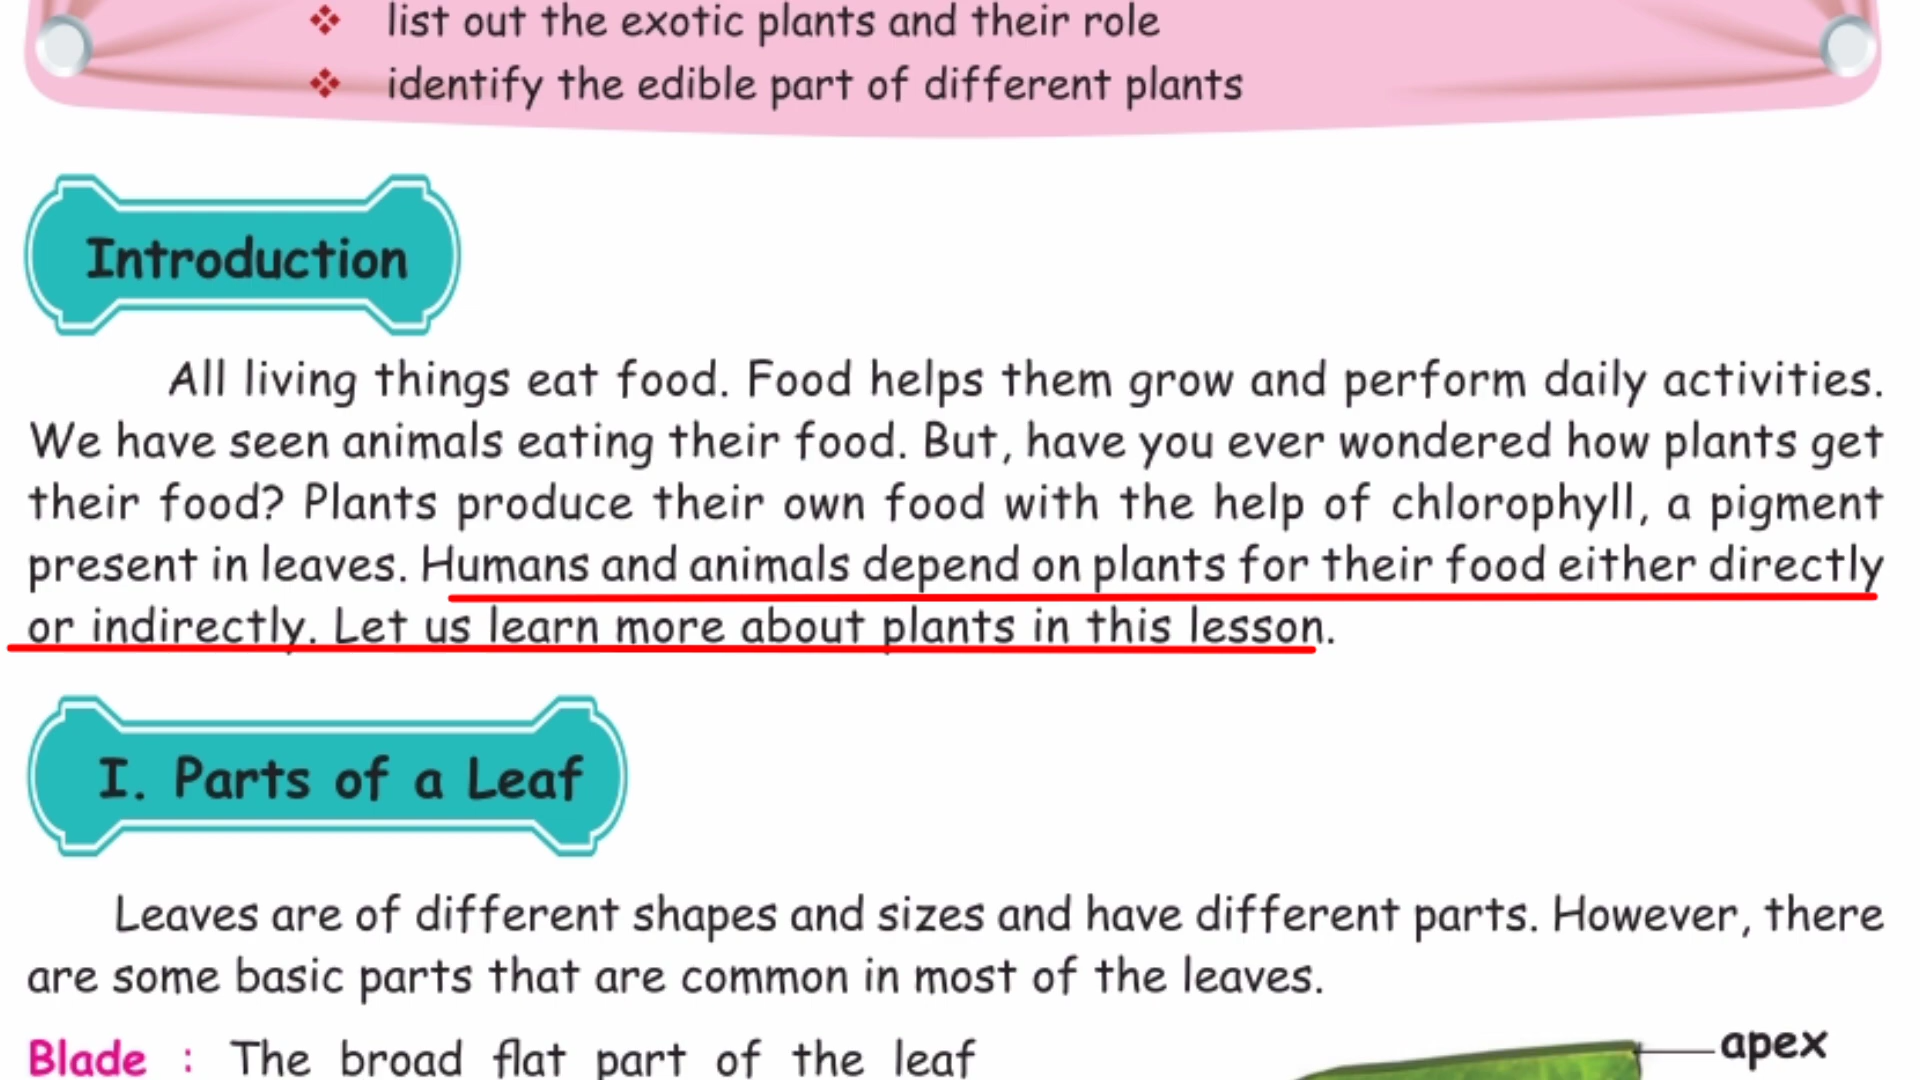 ❖ list out the exotic plants and their role
❖ identify the edible part of different plants
Introduction
All living things eat food. Food helps them grow and perform daily activities.
We have seen animals eating their food. But, have you ever wondered how plants get
their food? Plants produce their own food with the help of chlorophyll, a pigment
present in leaves. Humans and animals depend on plants for their food either directly
or indirectly. Let us learn more about plants in this lesson.
I. Parts of a Leaf
Leaves are of different shapes and sizes and have different parts. However, there
are some basic parts that are common in most of the leaves.
Blade : The broad flat part of the leaf
apex